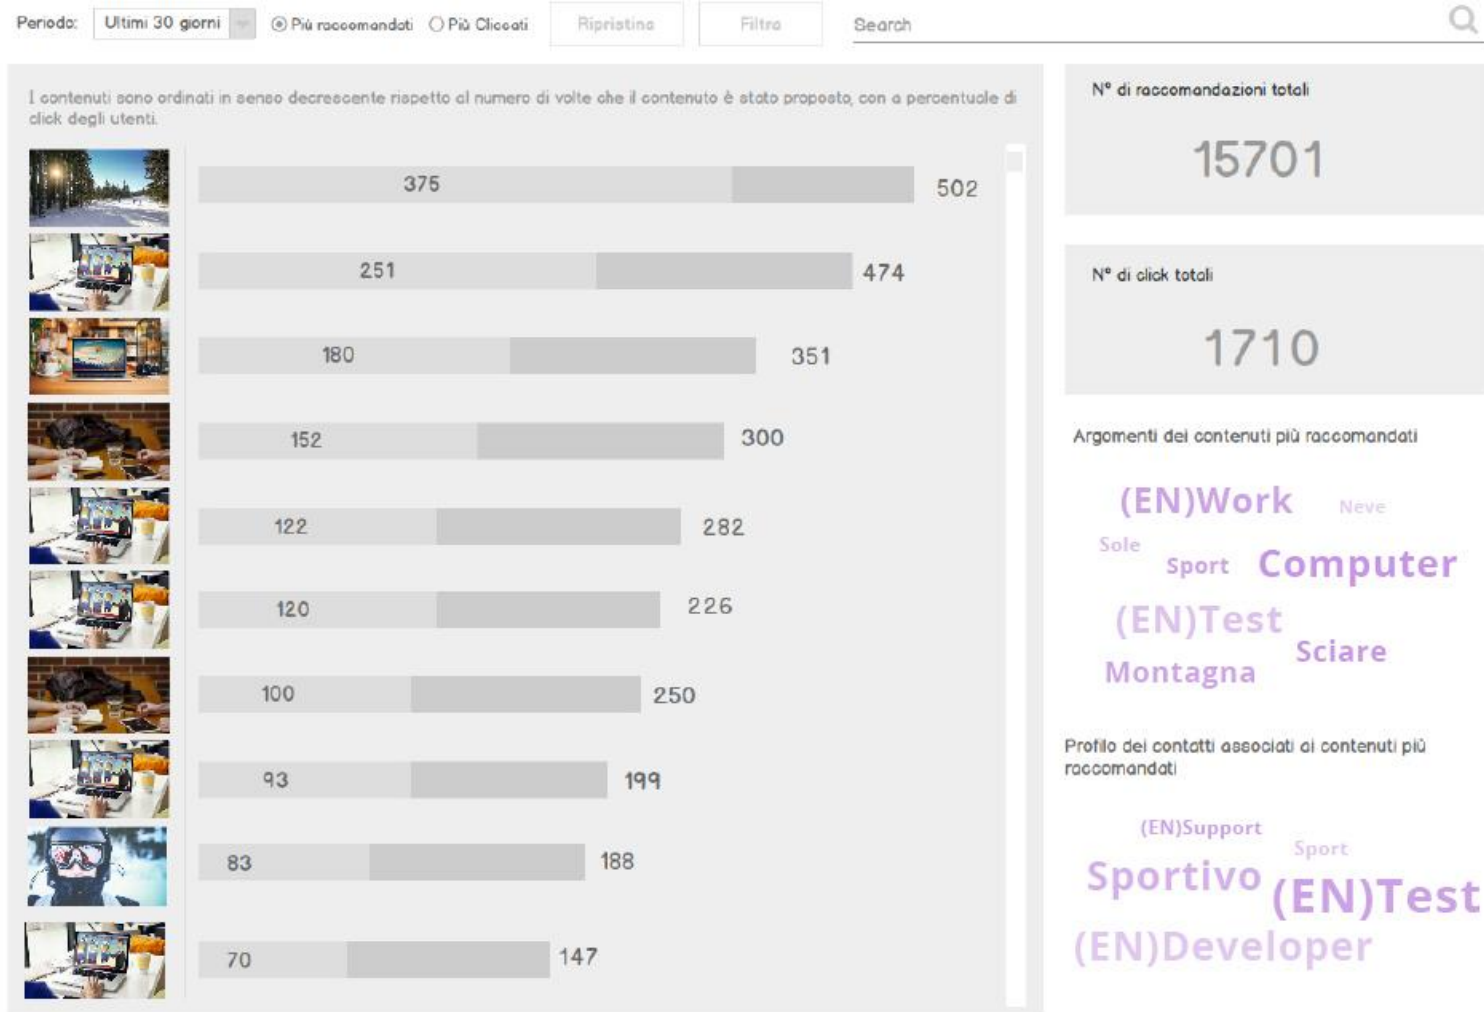 Periodo:
Ultimi 30 giorni
Più raccomandati
Più Cliccati
Ripristina
Filtra
Search
I contenuti sono ordinati in senso decrescente rispetto al numero di volte che il contenuto è stato proposto, con a percentuale di
click degli utenti.
375
502
251
474
180
351
152
300
122
282
120
226
100
250
93
199
83
188
70
147
N° di raccomandazioni totali
15701
N° di click totali
1710
Argomenti dei contenuti più raccomandati
(EN)Work
Neve
Sole
Sport
Computer
(EN)Test
Sciare
Montagna
Profilo dei contatti associati ai contenuti più
raccomandati
(EN)Support
Sport
Sportivo
(EN)Test
(EN)Developer